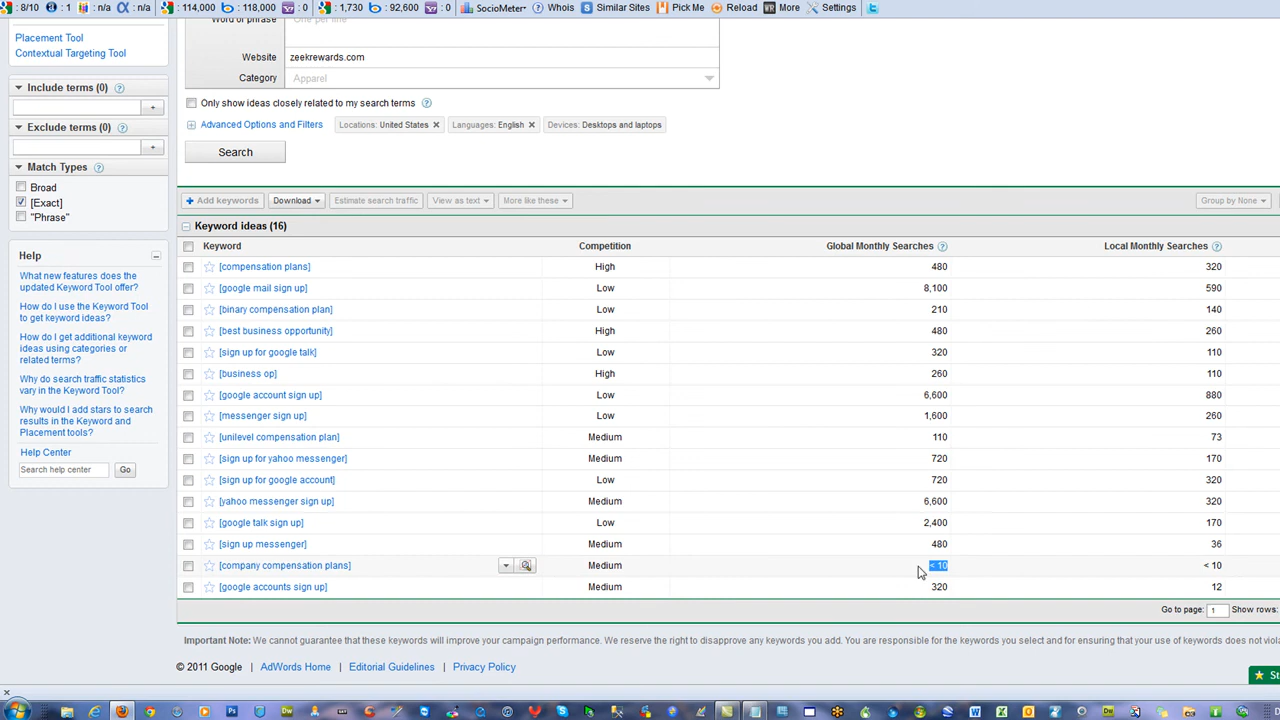 8/10 : 1 : n/a : n/a : 114,000 : 118,000 : 0 : 1,730 : 92,600 : 0 SocioMeter Whois Similar Sites Pick Me Reload More Settings
Word or phrase One per line
Placement Tool
Contextual Targeting Tool
Website zeekrewards.com
Category Apparel
Include terms (0)
Only show ideas closely related to my search terms
Advanced Options and Filters Locations: United States Languages: English Devices: Desktops and laptops
Exclude terms (0)
Search
Match Types
Broad
[Exact]
"Phrase"
Add keywords Download Estimate search traffic View as text More like these Group by None
Keyword ideas (16)
Keyword Competition Global Monthly Searches Local Monthly Searches
[compensation plans] High 480 320
[google mail sign up] Low 8,100 590
[binary compensation plan] Low 210 140
[best business opportunity] High 480 260
[sign up for google talk] Low 320 110
[business op] High 260 110
[google account sign up] Low 6,600 880
[messenger sign up] Low 1,600 260
[unilevel compensation plan] Medium 110 73
[sign up for yahoo messenger] Medium 720 170
[sign up for google account] Low 720 320
[yahoo messenger sign up] Medium 6,600 320
[google talk sign up] Low 2,400 170
[sign up messenger] Medium 480 36
[company compensation plans] Medium < 10 < 10
[google accounts sign up] Medium 320 12
Help
What new features does the
updated Keyword Tool offer?
How do I use the Keyword Tool
to get keyword ideas?
How do I get additional keyword
ideas using categories or
related terms?
Why do search traffic statistics
vary in the Keyword Tool?
Why would I add stars to search
results in the Keyword and
Placement tools?
Help Center
Search help center Go
Go to page: 1 Show rows:
Important Note: We cannot guarantee that these keywords will improve your campaign performance. We reserve the right to disapprove any keywords you add. You are responsible for the keywords you select and for ensuring that your use of keywords does not
© 2011 Google AdWords Home Editorial Guidelines Privacy Policy